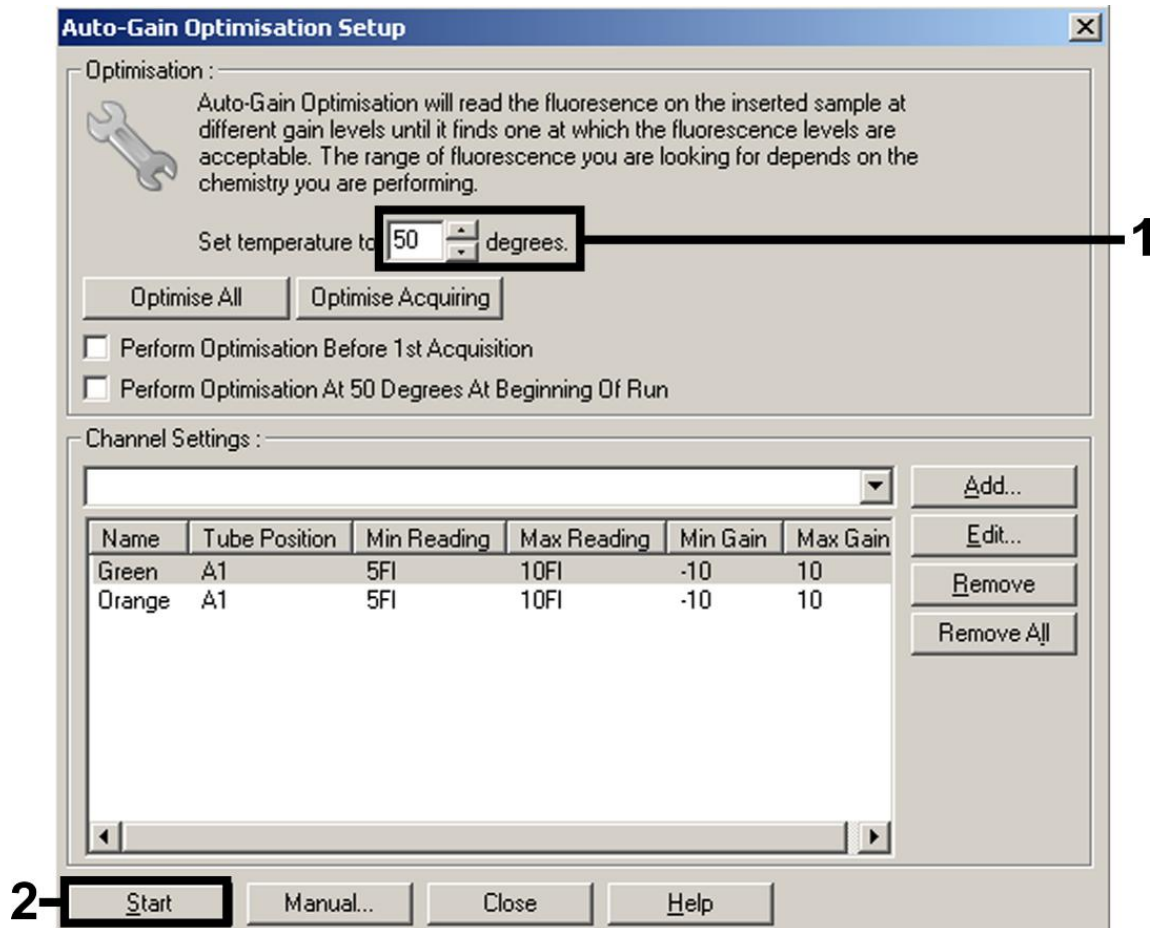 Auto-Gain Optimisation Setup
Optimisation :
Auto-Gain Optimisation will read the fluoresence on the inserted sample at
different gain levels until it finds one at which the fluorescence levels are
acceptable. The range of fluorescence you are looking for depends on the
chemistry you are performing.
Set temperature to 50 degrees.
1
Optimise All Optimise Acquiring
Perform Optimisation Before 1st Acquisition
Perform Optimisation At 50 Degrees At Beginning Of Run
Channel Settings :
Add...
Name Tube Position Min Reading Max Reading Min Gain Max Gain
Edit...
Green A1 5Fl 10Fl -10 10
Remove
Orange A1 5Fl 10Fl -10 10
Remove All
2
Start Manual... Close Help